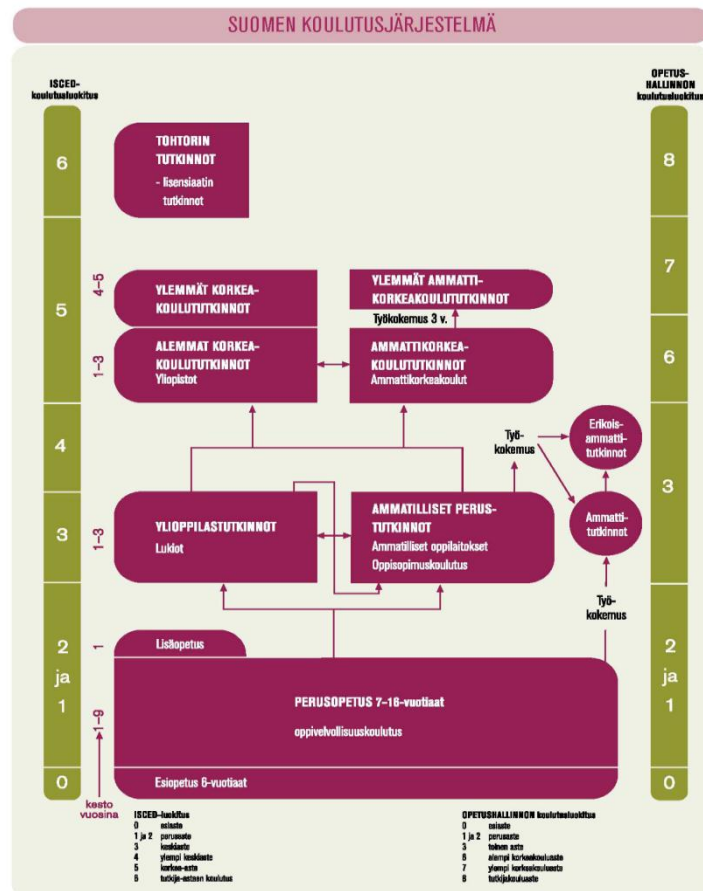 SUOMEN KOULUTUSJÄRJESTELMÄ
ISCED-
koulutusluokitus
OPETUS-
HALLINNON
koulutusluokitus
6
TOHTORIN
TUTKINNOT
- lisensiaatin
tutkinnot
8
5
4–5
YLEMMÄT KORKEA-
KOULUTUTKINNOT
YLEMMÄT AMMATTI-
KORKEAKOULUTUTKINNOT
7
Työkokemus 3 v.
1–3
ALEMMAT KORKEA-
KOULUTUTKINNOT
Yliopistot
AMMATTIKORKEA-
KOULUTUTKINNOT
Ammattikorkeakoulut
6
4
Työ-
kokemus
Erikois-
ammatti-
tutkinnot
3
3
1–3
YLIOPPILASTUTKINNOT
Lukiot
AMMATILLISET PERUS-
TUTKINNOT
Ammatilliset oppilaitokset
Oppisopimuskoulutus
Ammatti-
tutkinnot
Työ-
kokemus
2
ja
1
1
Lisäopetus
2
ja
1
1–9
PERUSOPETUS 7–16-vuotiaat
oppivelvollisuuskoulutus
0
Esiopetus 6-vuotiaat
0
kesto
vuosina
ISCED-luokitus
0 esiaste
1 ja 2 perusaste
3 keskiaste
4 ylempi keskiaste
5 korkea-aste
6 tutkija-asteen koulutus
OPETUSHALLINNON koulutusluokitus
0 esiaste
1 ja 2 perusaste
3 toinen aste
6 alempi korkeakouluaste
7 ylempi korkeakouluaste
8 tutkijakouluaste